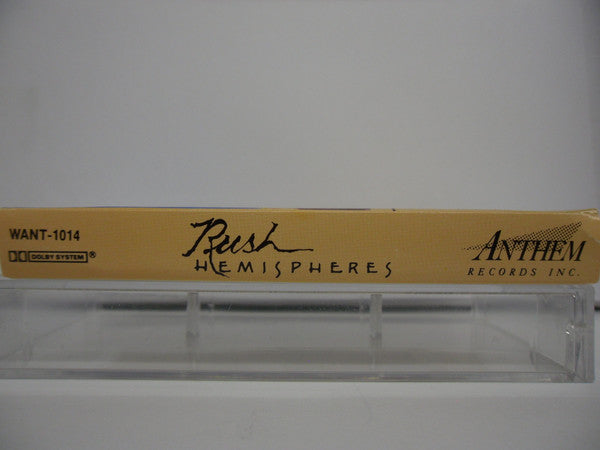 WANT-1014
DOLBY SYSTEM®
Rush
HEMISPHERES
ANTHEM
RECORDS INC.